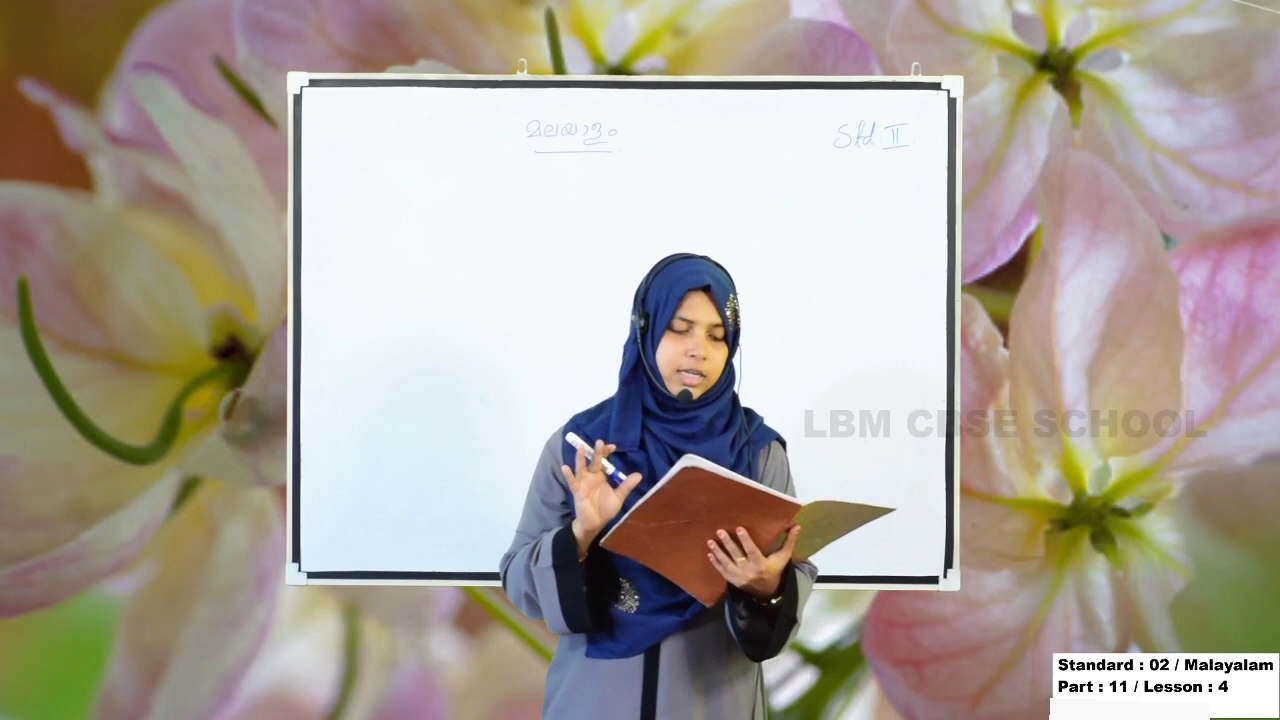 മലയാളം
Std. II
LBM CBSE SCHOOL
Standard : 02 / Malayalam
Part : 11 / Lesson : 4